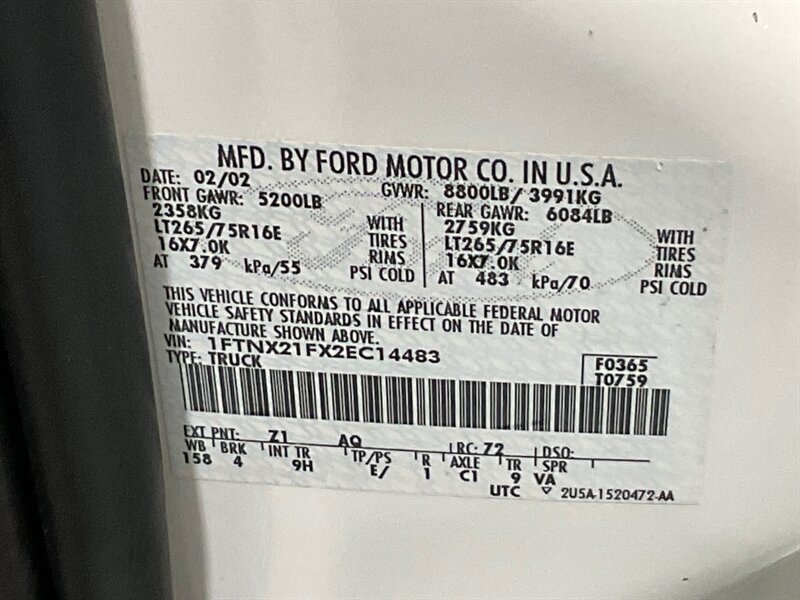 MFD. BY FORD MOTOR CO. IN U.S.A.
DATE: 02/02 GVWR: 8800LB/ 3991KG
FRONT GAWR: 5200LB REAR GAWR: 6084LB
2358KG WITH 2759KG WITH
LT265/75R16E TIRES LT265/75R16E TIRES
16X7.0K RIMS 16X7.0K RIMS
AT 379 kPa/55 PSI COLD AT 483 kPa/70 PSI COLD
THIS VEHICLE CONFORMS TO ALL APPLICABLE FEDERAL MOTOR
VEHICLE SAFETY STANDARDS IN EFFECT ON THE DATE OF
MANUFACTURE SHOWN ABOVE.
VIN: 1FTNX21FX2EC14483
TYPE: TRUCK F0365
T0759
EXT PNT: Z1 AQ RC: 72 DSO:
WB BRK INT TR TP/PS R AXLE TR SPR
158 4 9H E/ 1 C1 9 VA
UTC ▽ 2U5A-1520472-AA